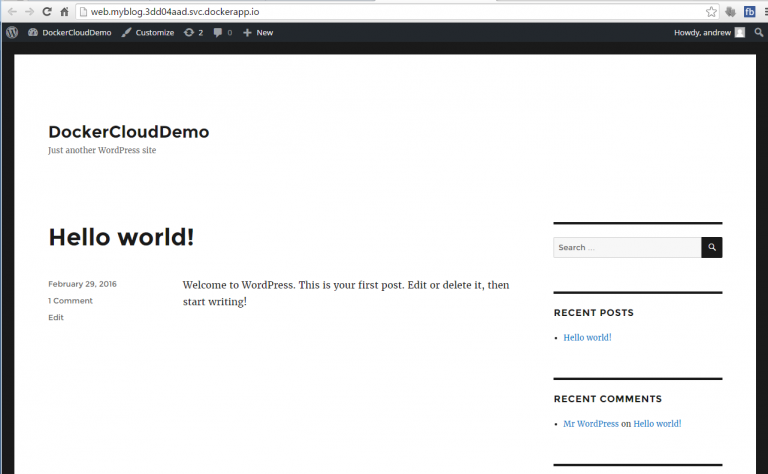 web.myblog.3dd04aad.svc.dockerapp.io
fb
DockerCloudDemo Customize 2 0 New Howdy, andrew
DockerCloudDemo
Just another WordPress site
Hello world!
February 29, 2016
1 Comment
Edit
Welcome to WordPress. This is your first post. Edit or delete it, then
start writing!
Search …
RECENT POSTS
Hello world!
RECENT COMMENTS
Mr WordPress on Hello world!